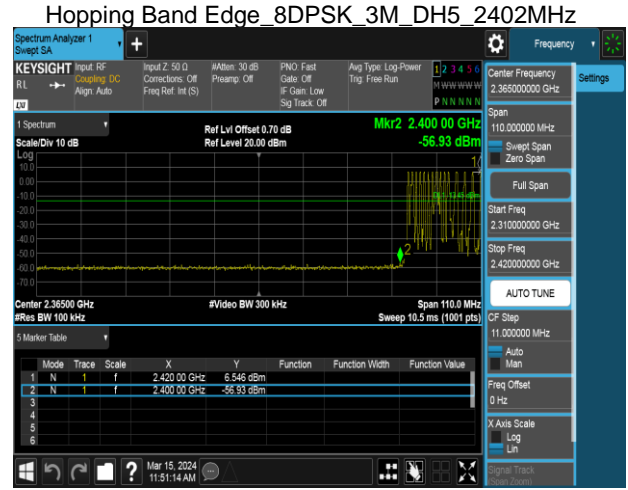 Hopping Band Edge_8DPSK_3M_DH5_2402MHz
Spectrum Analyzer 1
Swept SA
Frequency
KEYSIGHT
RL
Input: RF
Coupling: DC
Align: Auto
Input Z: 50 Ω
Corrections: Off
Freq Ref: Int (S)
#Atten: 30 dB
Preamp: Off
PNO: Fast
Gate: Off
IF Gain: Low
Sig Track: Off
Avg Type: Log-Power
Trig: Free Run
1 2 3 4 5 6
M W W W W W
P N N N N N
LXI
1 Spectrum
Scale/Div 10 dB
Ref Lvl Offset 0.70 dB
Ref Level 20.00 dBm
Mkr2 2.400 00 GHz
-56.93 dBm
Log
10.0
0.00
-10.0
-20.0
-30.0
-40.0
-50.0
-60.0
-70.0
1
2
Center 2.36500 GHz
#Res BW 100 kHz
#Video BW 300 kHz
Span 110.0 MHz
Sweep 10.5 ms (1001 pts)
5 Marker Table
Mode Trace Scale X Y Function Function Width Function Value
1 N 1 f 2.420 00 GHz 6.546 dBm
2 N 1 f 2.400 00 GHz -56.93 dBm
3
4
5
6
Mar 15, 2024
11:51:14 AM
Settings
Center Frequency
2.365000000 GHz
Span
110.000000 MHz
Swept Span
Zero Span
Full Span
Start Freq
2.310000000 GHz
Stop Freq
2.420000000 GHz
AUTO TUNE
CF Step
11.000000 MHz
Auto
Man
Freq Offset
0 Hz
X Axis Scale
Log
Lin
Signal Track
(Span Zoom)